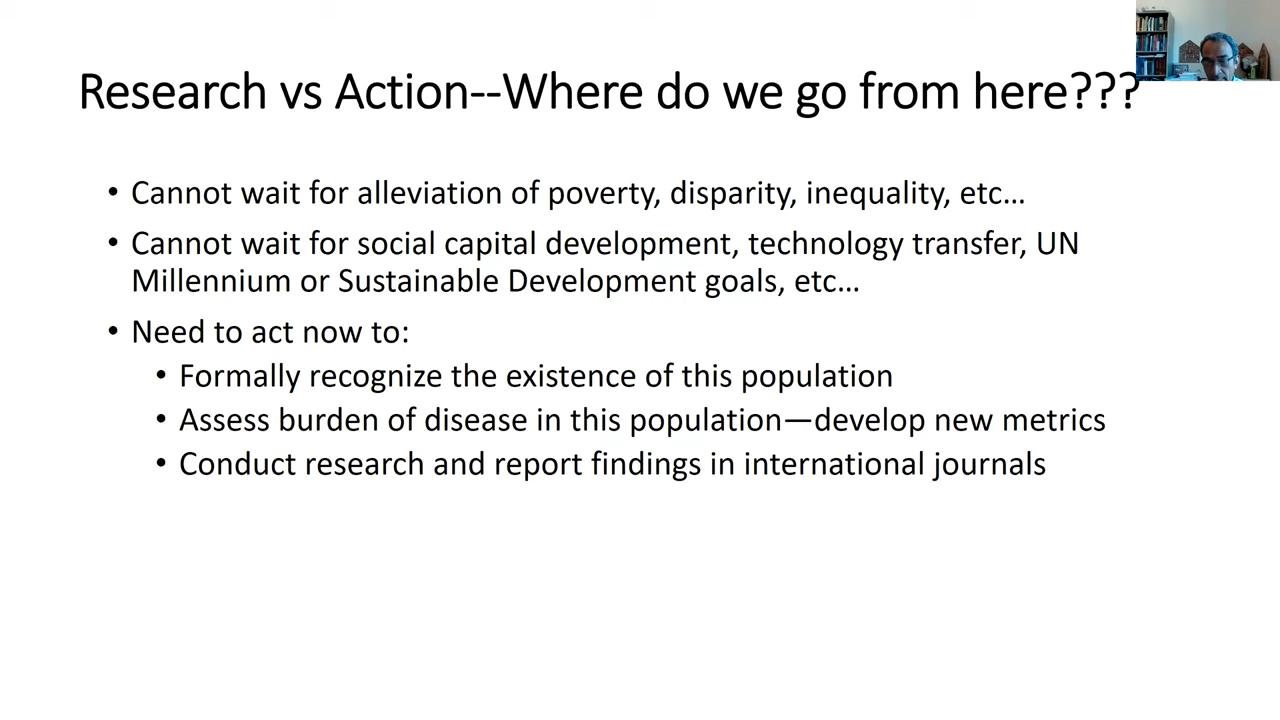 Research vs Action--Where do we go from here???
• Cannot wait for alleviation of poverty, disparity, inequality, etc…
• Cannot wait for social capital development, technology transfer, UN
Millennium or Sustainable Development goals, etc…
• Need to act now to:
• Formally recognize the existence of this population
• Assess burden of disease in this population—develop new metrics
• Conduct research and report findings in international journals